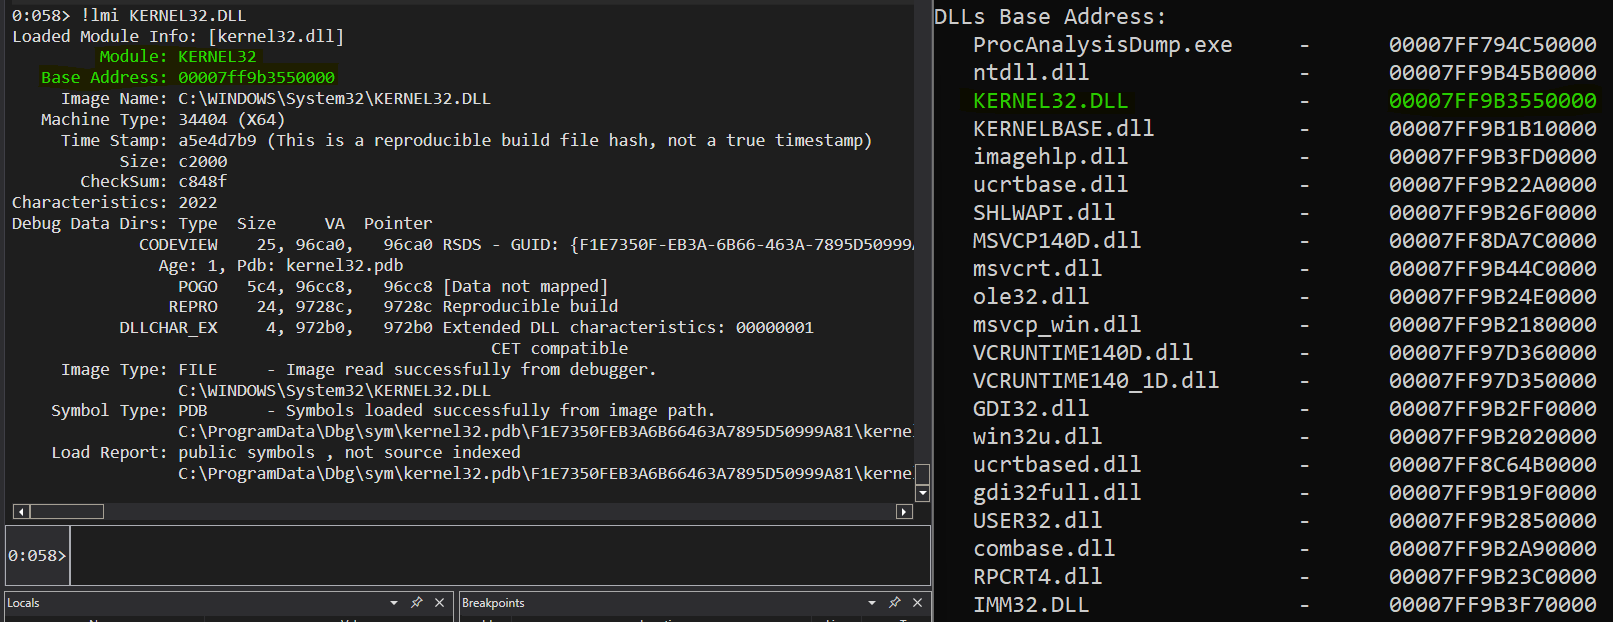 0:058> !lmi KERNEL32.DLL
Loaded Module Info: [kernel32.dll]
Module: KERNEL32
Base Address: 00007ff9b3550000
Image Name: C:\WINDOWS\System32\KERNEL32.DLL
Machine Type: 34404 (X64)
Time Stamp: a5e4d7b9 (This is a reproducible build file hash, not a true timestamp)
Size: c2000
CheckSum: c848f
Characteristics: 2022
Debug Data Dirs: Type  Size     VA  Pointer
CODEVIEW    25, 96ca0,   96ca0 RSDS - GUID: {F1E7350F-EB3A-6B66-463A-7895D50999
Age: 1, Pdb: kernel32.pdb
POGO   5c4, 96cc8,   96cc8 [Data not mapped]
REPRO    24, 9728c,   9728c Reproducible build
DLLCHAR_EX     4, 972b0,   972b0 Extended DLL characteristics: 00000001
CET compatible
Image Type: FILE     - Image read successfully from debugger.
C:\WINDOWS\System32\KERNEL32.DLL
Symbol Type: PDB      - Symbols loaded successfully from image path.
C:\ProgramData\Dbg\sym\kernel32.pdb\F1E7350FEB3A6B66463A7895D50999A81\kernel
Load Report: public symbols , not source indexed
C:\ProgramData\Dbg\sym\kernel32.pdb\F1E7350FEB3A6B66463A7895D50999A81\kernel
0:058>
Locals
Breakpoints
DLLs Base Address:
ProcAnalysisDump.exe - 00007FF794C50000
ntdll.dll - 00007FF9B45B0000
KERNEL32.DLL - 00007FF9B3550000
KERNELBASE.dll - 00007FF9B1B10000
imagehlp.dll - 00007FF9B3FD0000
ucrtbase.dll - 00007FF9B22A0000
SHLWAPI.dll - 00007FF9B26F0000
MSVCP140D.dll - 00007FF8DA7C0000
msvcrt.dll - 00007FF9B44C0000
ole32.dll - 00007FF9B24E0000
msvcp_win.dll - 00007FF9B2180000
VCRUNTIME140D.dll - 00007FF97D360000
VCRUNTIME140_1D.dll - 00007FF97D350000
GDI32.dll - 00007FF9B2FF0000
win32u.dll - 00007FF9B2020000
ucrtbased.dll - 00007FF8C64B0000
gdi32full.dll - 00007FF9B19F0000
USER32.dll - 00007FF9B2850000
combase.dll - 00007FF9B2A90000
RPCRT4.dll - 00007FF9B23C0000
IMM32.DLL - 00007FF9B3F70000